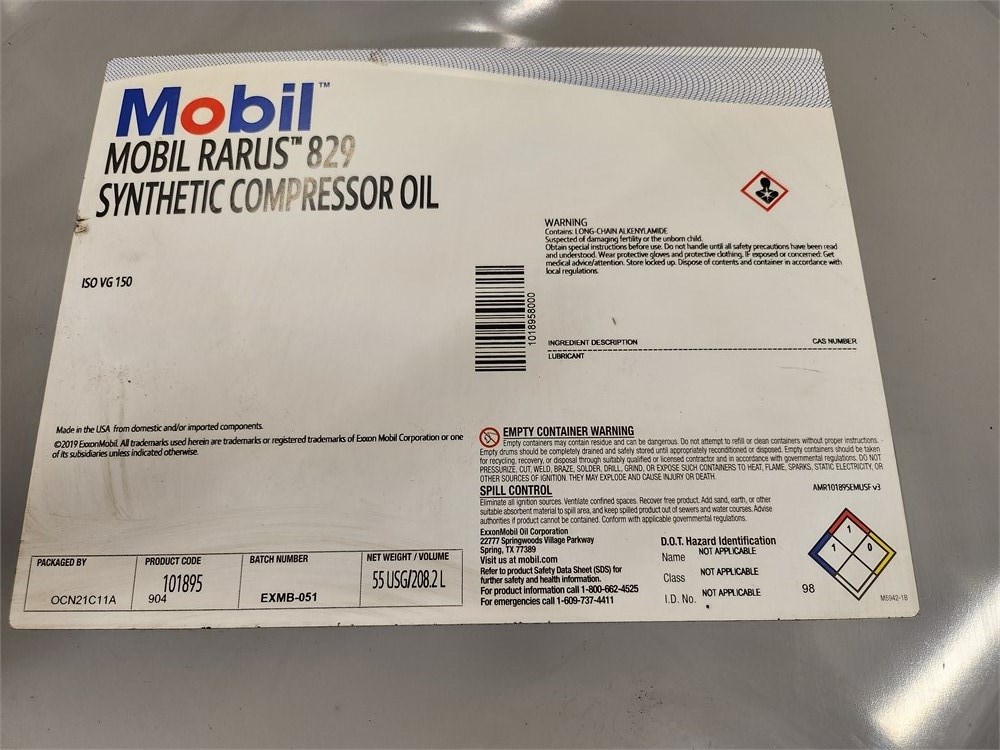 Mobil™
MOBIL RARUS™ 829
SYNTHETIC COMPRESSOR OIL
ISO VG 150
WARNING
Contains: LONG-CHAIN ALKENYLAMIDE
Suspected of damaging fertility or the unborn child.
Obtain special instructions before use. Do not handle until all safety precautions have been read
and understood. Wear protective gloves and protective clothing. IF exposed or concerned: Get
medical advice/attention. Store locked up. Dispose of contents and container in accordance with
local regulations.
1018958000
INGREDIENT DESCRIPTION CAS NUMBER
LUBRICANT
Made in the USA from domestic and/or imported components.
©2019 ExxonMobil. All trademarks used herein are trademarks or registered trademarks of Exxon Mobil Corporation or one
of its subsidiaries unless indicated otherwise.
EMPTY CONTAINER WARNING
Empty containers may contain residue and can be dangerous. Do not attempt to refill or clean containers without proper instructions.
Empty drums should be completely drained and safely stored until appropriately reconditioned or disposed. Empty containers should be taken
for recycling, recovery, or disposal through suitably qualified or licensed contractor and in accordance with governmental regulations. DO NOT
PRESSURIZE, CUT, WELD, BRAZE, SOLDER, DRILL, GRIND, OR EXPOSE SUCH CONTAINERS TO HEAT, FLAME, SPARKS, STATIC ELECTRICITY, OR
OTHER SOURCES OF IGNITION. THEY MAY EXPLODE AND CAUSE INJURY OR DEATH.
SPILL CONTROL
Eliminate all ignition sources. Ventilate confined spaces. Recover free product. Add sand, earth, or other
suitable absorbent material to spill area, and keep spilled product out of sewers and water courses. Advise
authorities if product cannot be contained. Conform with applicable governmental regulations.
AMR101895EMUSF v3
ExxonMobil Oil Corporation
22777 Springwoods Village Parkway
Spring, TX 77389
Visit us at mobil.com
Refer to product Safety Data Sheet (SDS) for
further safety and health information.
For product information call 1-800-662-4525
For emergencies call 1-609-737-4411
D.O.T. Hazard Identification
Name NOT APPLICABLE
Class NOT APPLICABLE
I.D. No. NOT APPLICABLE
98
1
1 0
MS942-1B
PACKAGED BY PRODUCT CODE BATCH NUMBER NET WEIGHT / VOLUME
OCN21C11A 101895 904 EXMB-051 55 USG/208.2 L